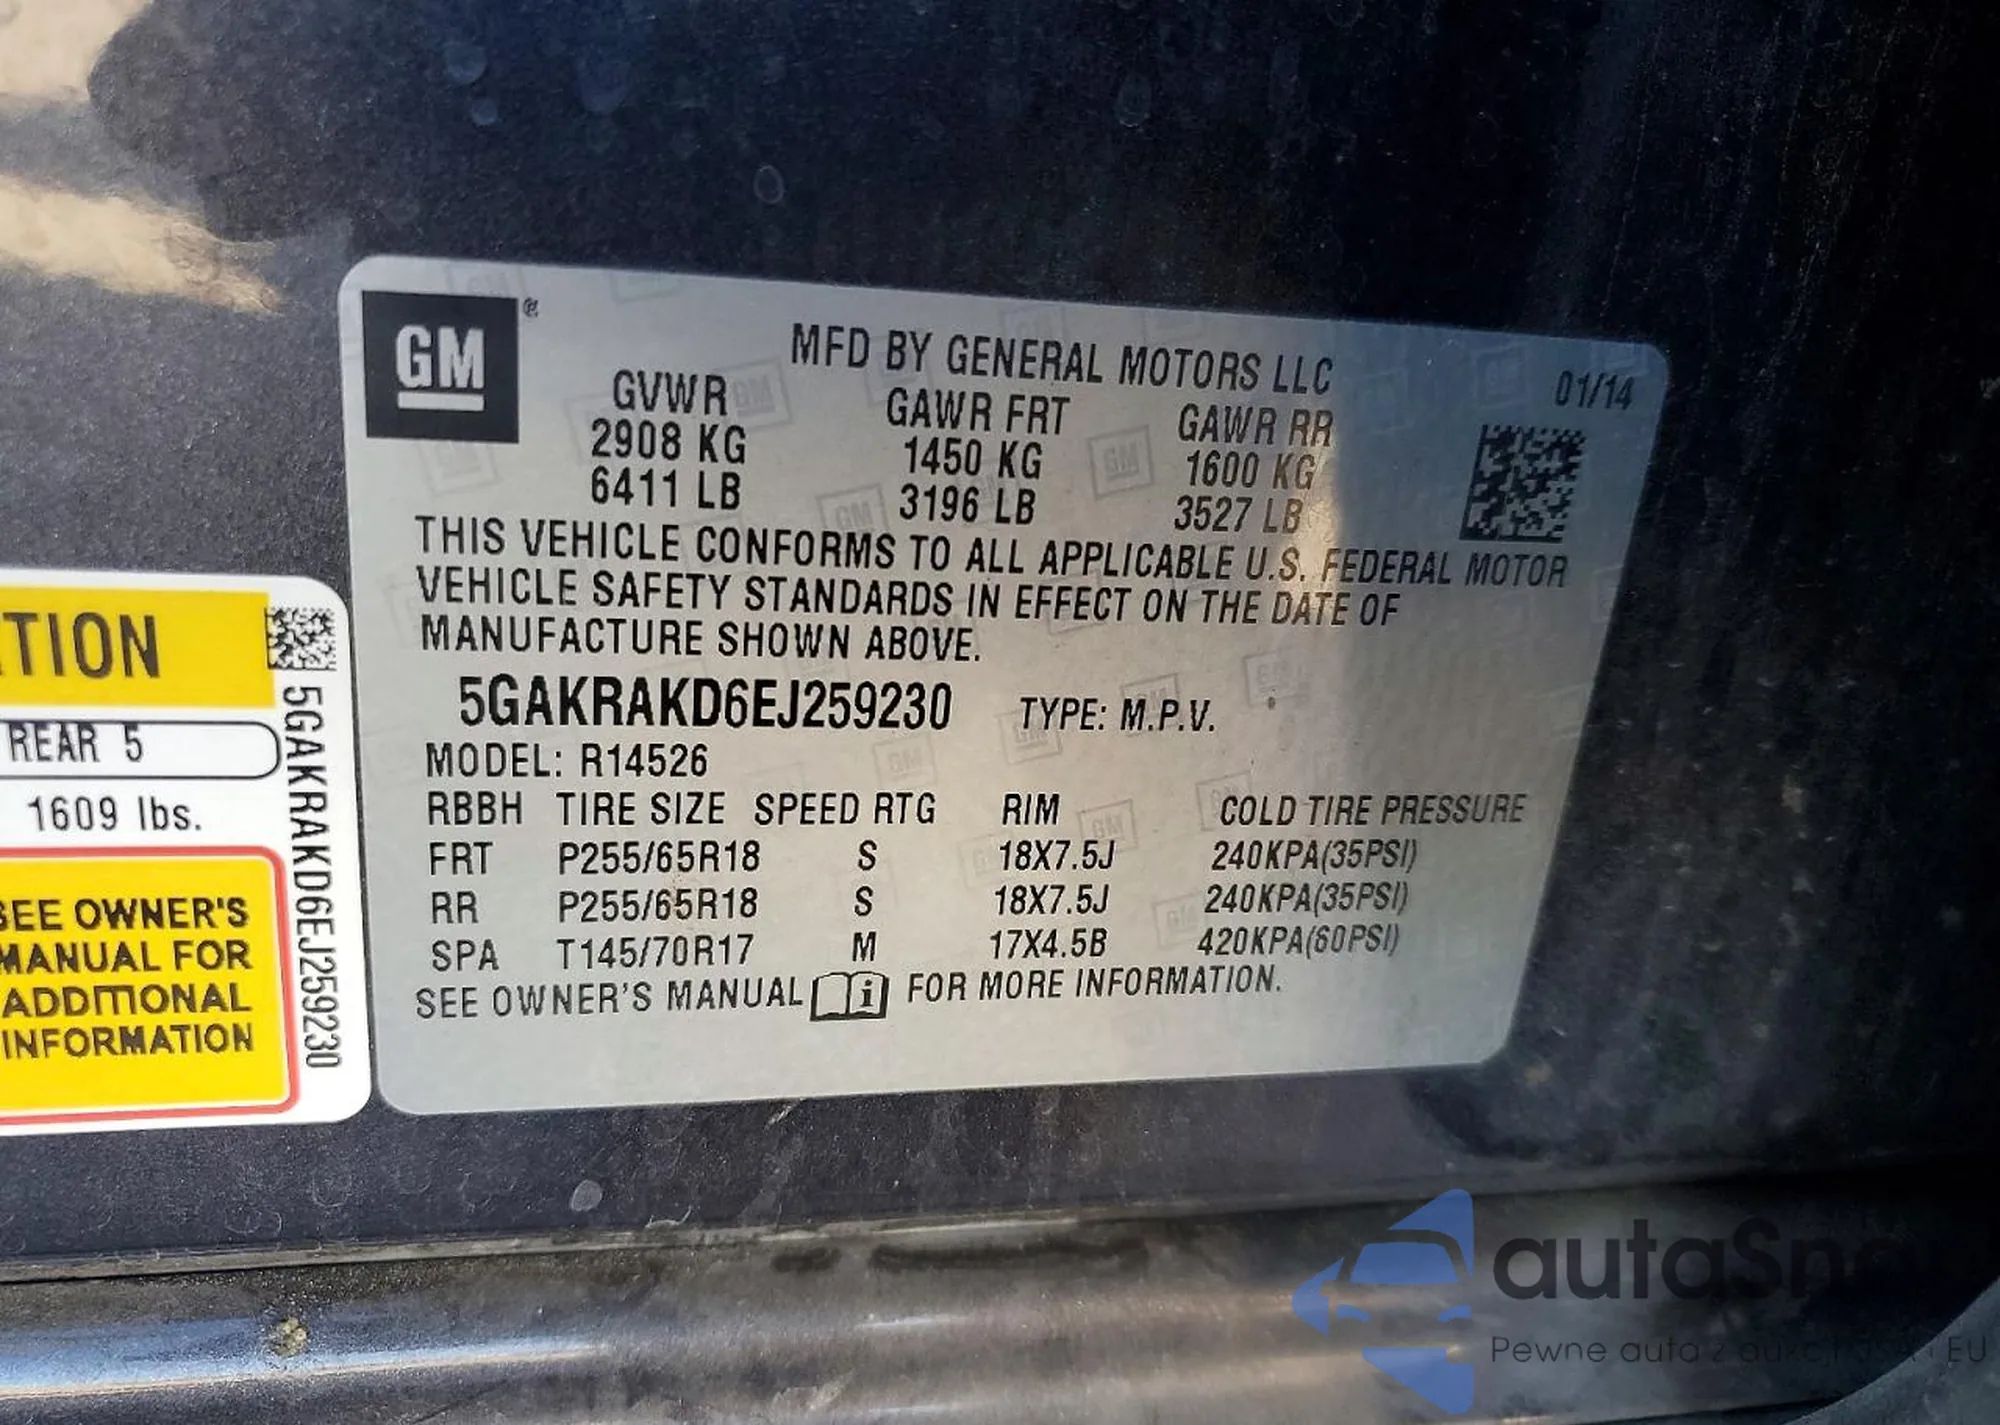 GM ®
MFD BY GENERAL MOTORS LLC
01/14
GVWR GAWR FRT GAWR RR
2908 KG 1450 KG 1600 KG
6411 LB 3196 LB 3527 LB
THIS VEHICLE CONFORMS TO ALL APPLICABLE U.S. FEDERAL MOTOR
VEHICLE SAFETY STANDARDS IN EFFECT ON THE DATE OF
MANUFACTURE SHOWN ABOVE.
5GAKRAKD6EJ259230 TYPE: M.P.V.
MODEL: R14526
RBBH TIRE SIZE SPEED RTG RIM COLD TIRE PRESSURE
FRT P255/65R18 S 18X7.5J 240KPA(35PSI)
RR P255/65R18 S 18X7.5J 240KPA(35PSI)
SPA T145/70R17 M 17X4.5B 420KPA(60PSI)
SEE OWNER'S MANUAL i FOR MORE INFORMATION.
TION
REAR 5
1609 lbs.
SEE OWNER'S
MANUAL FOR
ADDITIONAL
INFORMATION
5GAKRAKD6EJ259230
autaSna
Pewne auta z aukcji USA EU